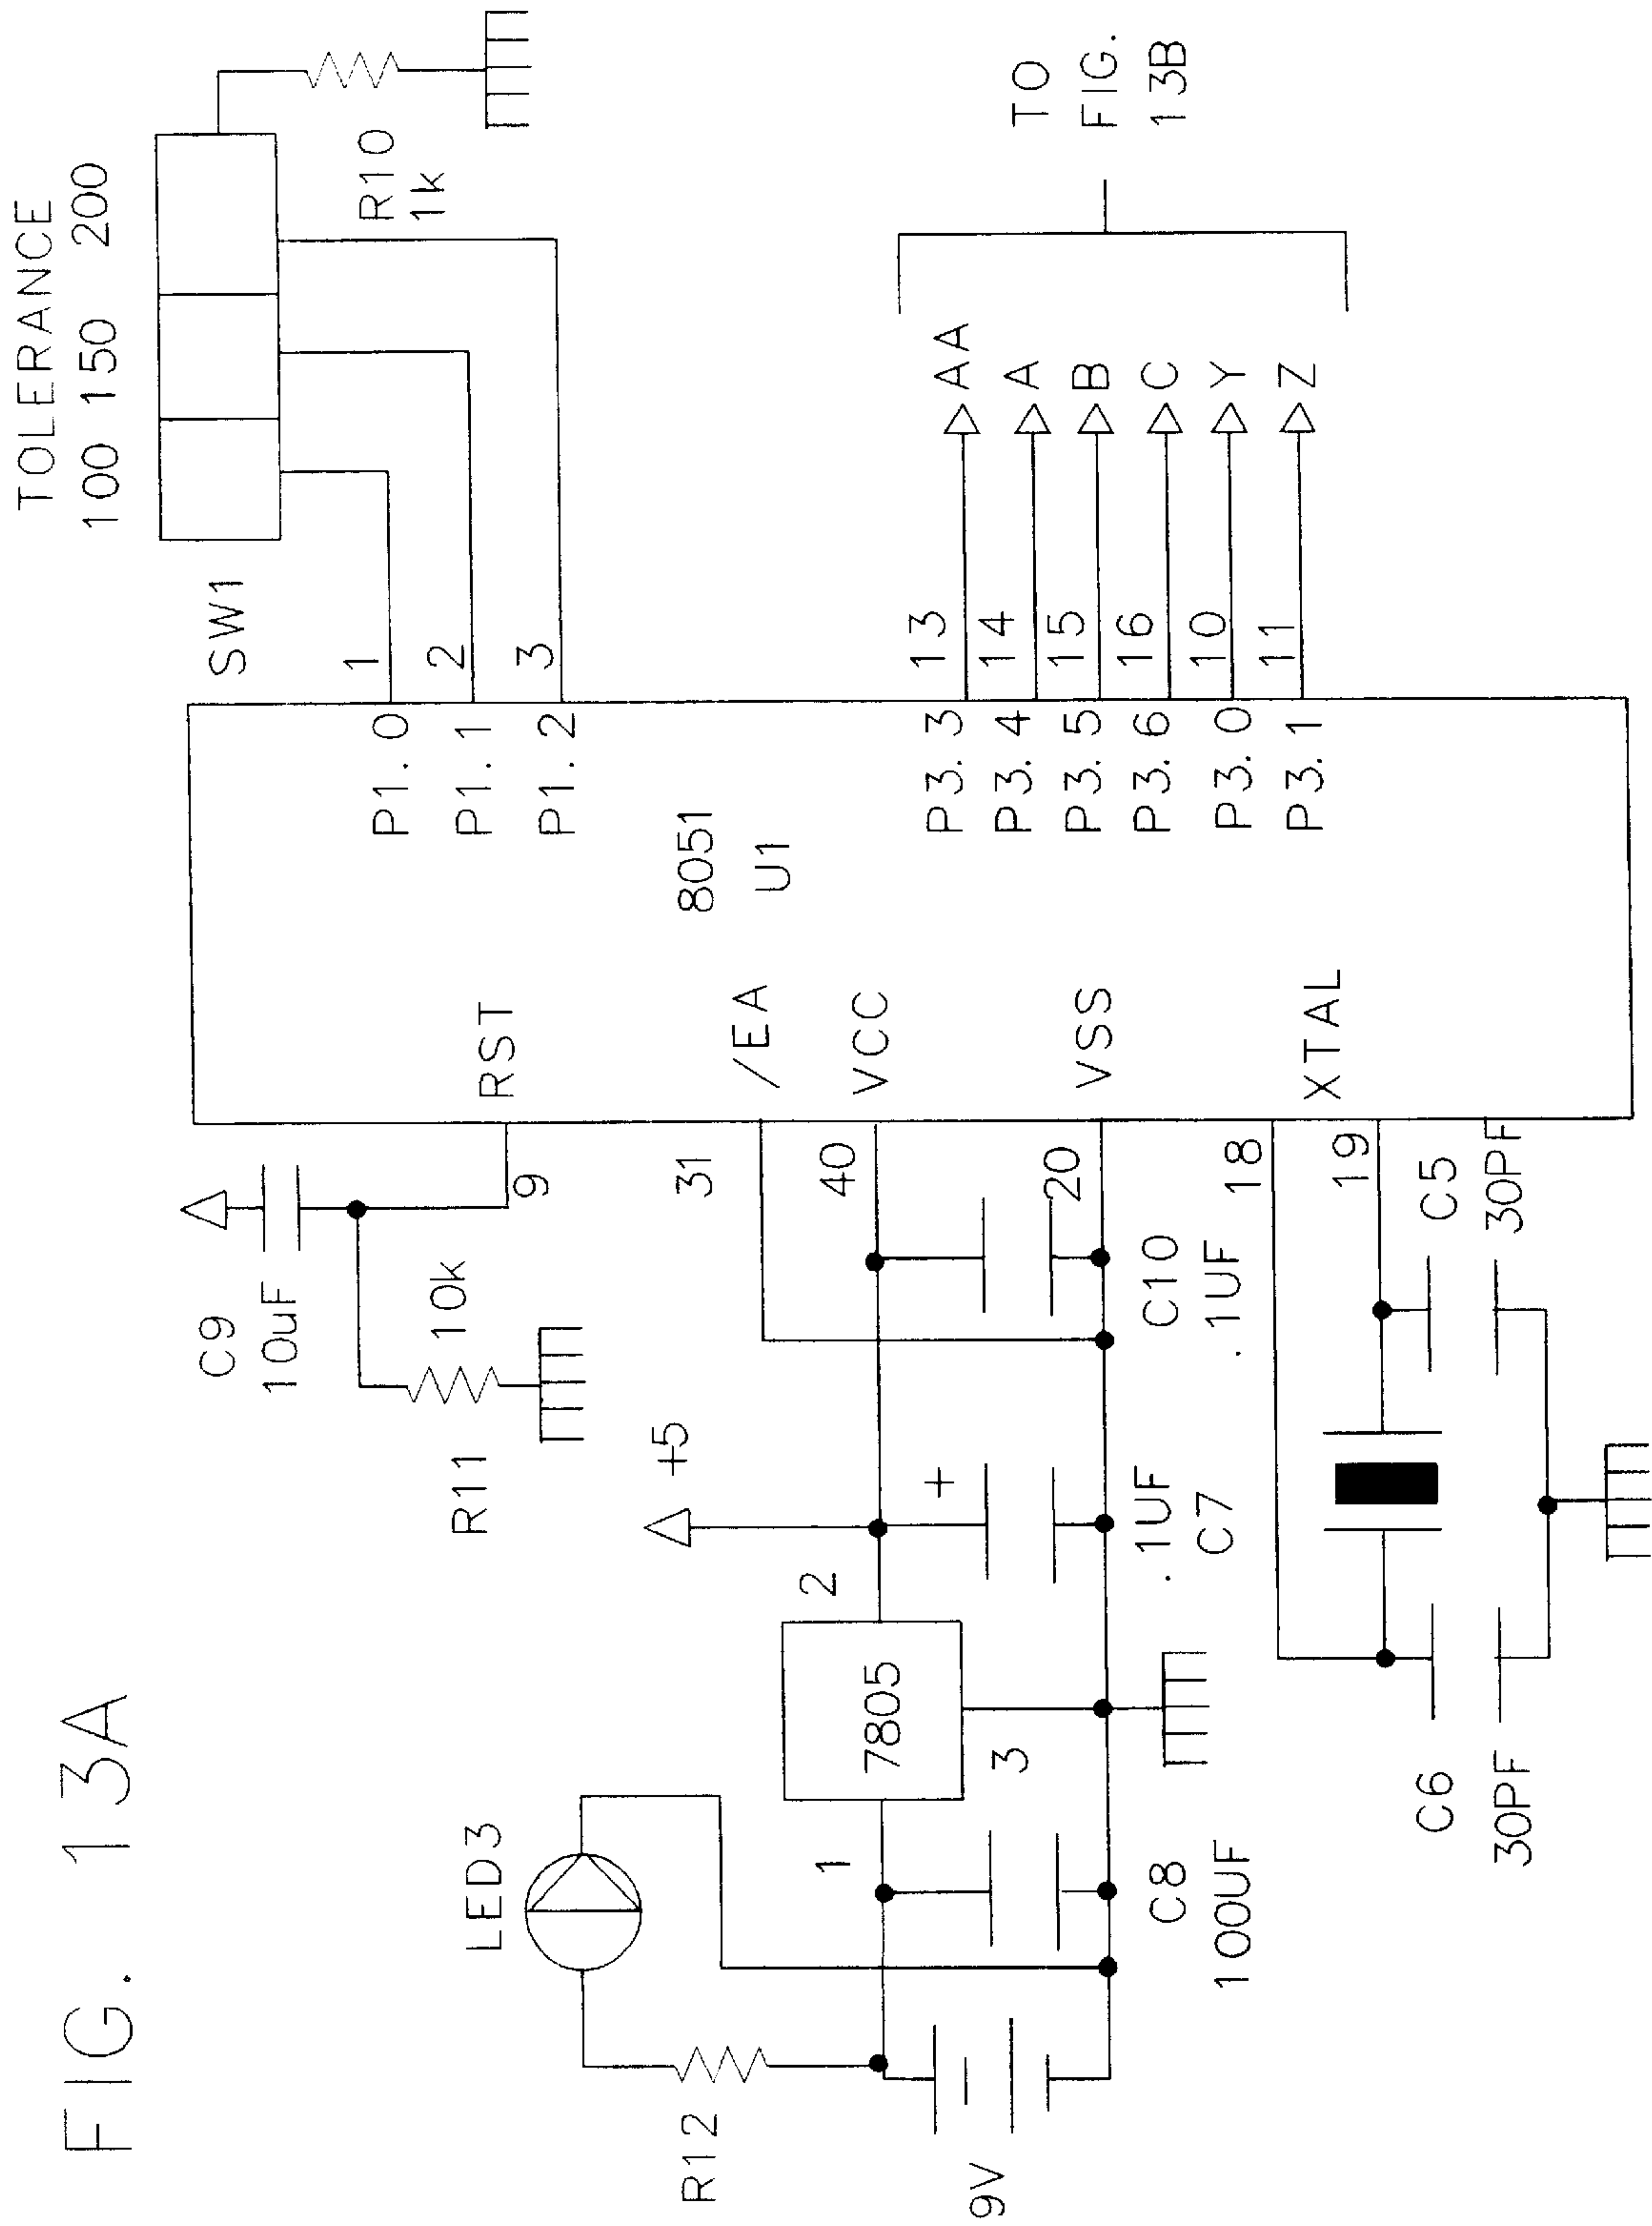 FIG. 13A
TOLERANCE
100 150 200
SW1
R10
1k
C9
10uF
R11
10k
RST
9
P1.0
1
P1.1
2
P1.2
3
LED3
R12
+5
31
/EA
8051
U1
7805
1
2
3
40
VCC
9V
20
VSS
C8
100UF
.1UF
C7
C10
.1UF
18
19
XTAL
C6
30PF
C5
30PF
P3.3
13
AA
P3.4
14
A
P3.5
15
B
P3.6
16
C
P3.0
10
Y
P3.1
11
Z
TO
FIG.
13B
+